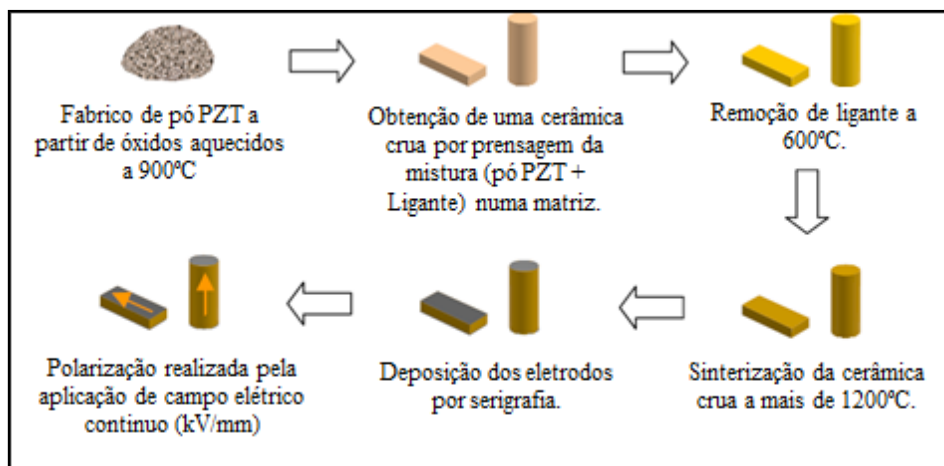 Fabrico de pó PZT a
partir de óxidos aquecidos
a 900ºC
Obtenção de uma cerâmica
crua por prensagem da
mistura (pó PZT +
Ligante) numa matriz.
Remoção de ligante a
600ºC.
Sinterização da cerâmica
crua a mais de 1200ºC.
Deposição dos eletrodos
por serigrafia.
Polarização realizada pela
aplicação de campo elétrico
continuo (kV/mm)